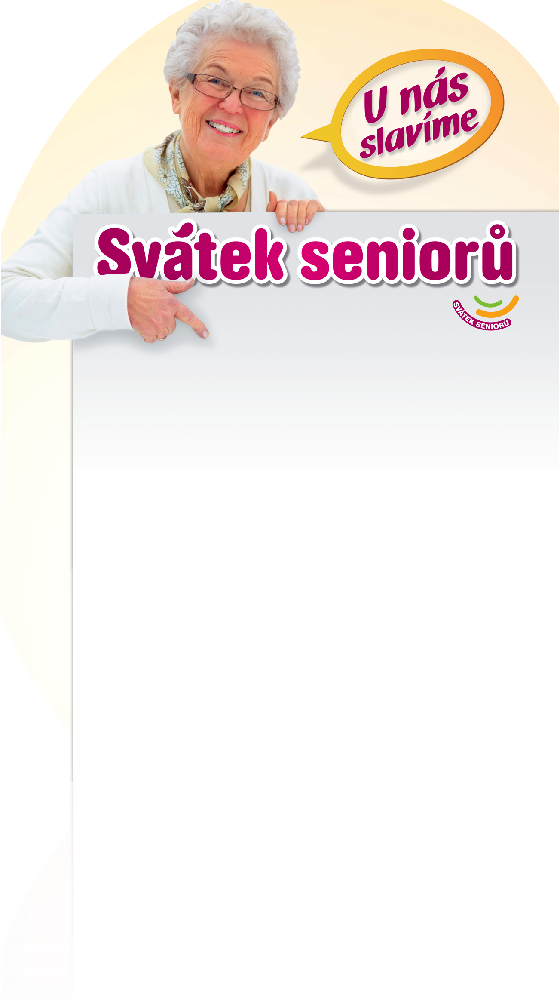 U nás
slavíme
Svátek seniorů
SVÁTEK SENIORŮ